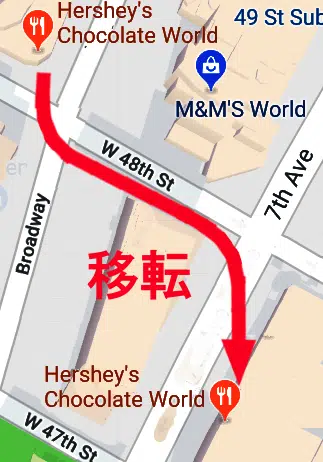 Hershey's
Chocolate World
49 St Sub
M&M'S World
W 48th St
7th Ave
er
Broadway
移転
Hershey's
Chocolate World
W 47th St